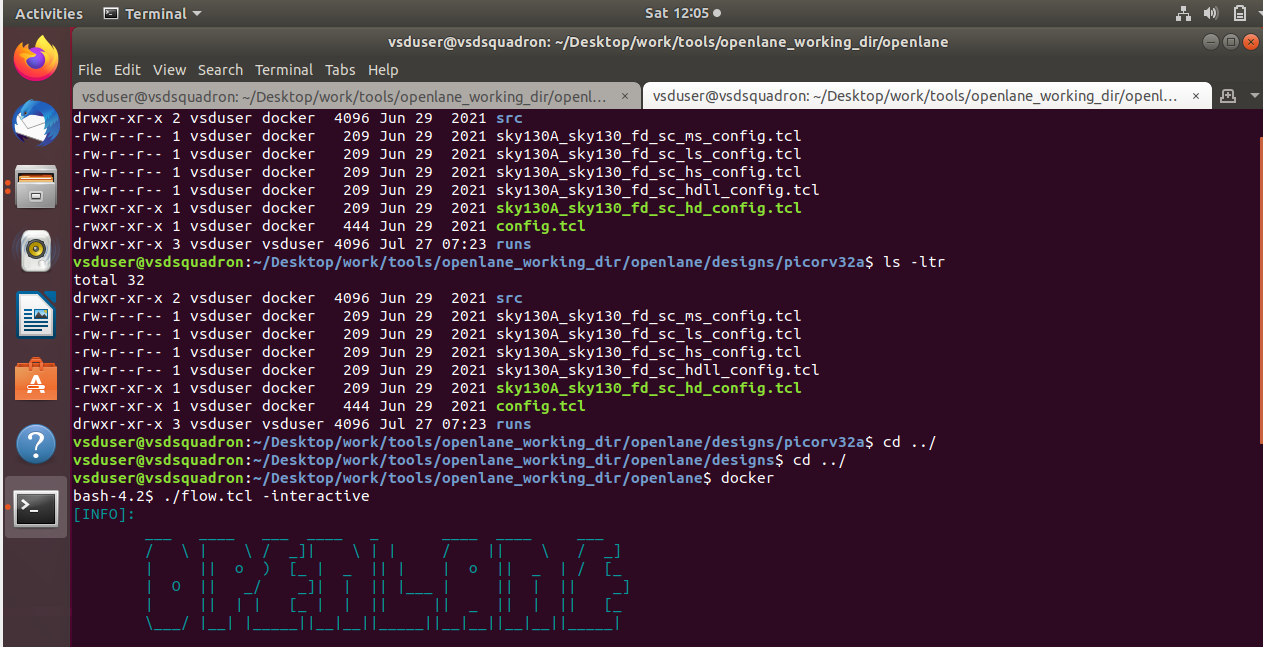 Activities Terminal Sat 12:05
vsduser@vsdsquadron: ~/Desktop/work/tools/openlane_working_dir/openlane
File Edit View Search Terminal Tabs Help
vsduser@vsdsquadron: ~/Desktop/work/tools/openlane_working_dir/openl... × vsduser@vsdsquadron: ~/Desktop/work/tools/openlane_working_dir/openl... ×
drwxr-xr-x 2 vsduser docker  4096 Jun 29  2021 src
-rw-r--r-- 1 vsduser docker   209 Jun 29  2021 sky130A_sky130_fd_sc_ms_config.tcl
-rw-r--r-- 1 vsduser docker   209 Jun 29  2021 sky130A_sky130_fd_sc_ls_config.tcl
-rw-r--r-- 1 vsduser docker   209 Jun 29  2021 sky130A_sky130_fd_sc_hs_config.tcl
-rw-r--r-- 1 vsduser docker   209 Jun 29  2021 sky130A_sky130_fd_sc_hdll_config.tcl
-rwxr-xr-x 1 vsduser docker   209 Jun 29  2021 sky130A_sky130_fd_sc_hd_config.tcl
-rwxr-xr-x 1 vsduser docker   444 Jun 29  2021 config.tcl
drwxr-xr-x 3 vsduser vsduser 4096 Jul 27 07:23 runs
vsduser@vsdsquadron:~/Desktop/work/tools/openlane_working_dir/openlane/designs/picorv32a$ ls -ltr
total 32
drwxr-xr-x 2 vsduser docker  4096 Jun 29  2021 src
-rw-r--r-- 1 vsduser docker   209 Jun 29  2021 sky130A_sky130_fd_sc_ms_config.tcl
-rw-r--r-- 1 vsduser docker   209 Jun 29  2021 sky130A_sky130_fd_sc_ls_config.tcl
-rw-r--r-- 1 vsduser docker   209 Jun 29  2021 sky130A_sky130_fd_sc_hs_config.tcl
-rw-r--r-- 1 vsduser docker   209 Jun 29  2021 sky130A_sky130_fd_sc_hdll_config.tcl
-rwxr-xr-x 1 vsduser docker   209 Jun 29  2021 sky130A_sky130_fd_sc_hd_config.tcl
-rwxr-xr-x 1 vsduser docker   444 Jun 29  2021 config.tcl
drwxr-xr-x 3 vsduser vsduser 4096 Jul 27 07:23 runs
vsduser@vsdsquadron:~/Desktop/work/tools/openlane_working_dir/openlane/designs/picorv32a$ cd ../
vsduser@vsdsquadron:~/Desktop/work/tools/openlane_working_dir/openlane/designs$ cd ../
vsduser@vsdsquadron:~/Desktop/work/tools/openlane_working_dir/openlane$ docker
bash-4.2$ ./flow.tcl -interactive
[INFO]:
OPENLANE